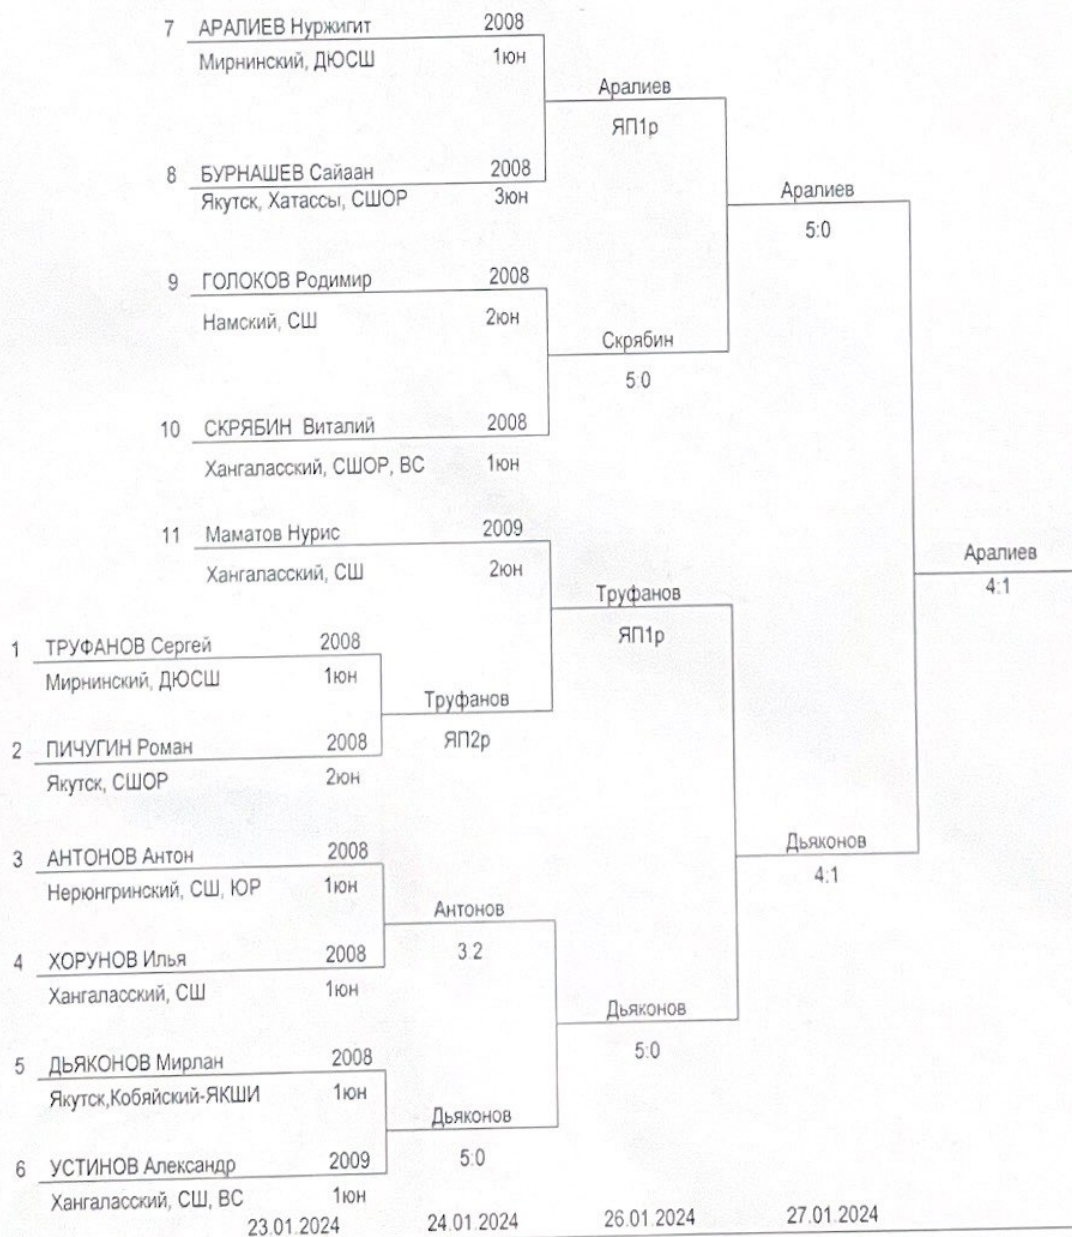 7 АРАЛИЕВ Нуржигит 2008
Мирнинский, ДЮСШ 1юн
Аралиев
ЯП1р
8 БУРНАШЕВ Сайаан 2008
Якутск, Хатассы, СШОР 3юн
Аралиев
5:0
9 ГОЛОКОВ Родимир 2008
Намский, СШ 2юн
Скрябин
5:0
10 СКРЯБИН Виталий 2008
Хангаласский, СШОР, ВС 1юн
11 Маматов Нурис 2009
Хангаласский, СШ 2юн
Аралиев
4:1
Труфанов
ЯП1р
1 ТРУФАНОВ Сергей 2008
Мирнинский, ДЮСШ 1юн
Труфанов
ЯП2р
2 ПИЧУГИН Роман 2008
Якутск, СШОР 2юн
Дьяконов
4:1
3 АНТОНОВ Антон 2008
Нерюнгринский, СШ, ЮР 1юн
Антонов
3:2
4 ХОРУНОВ Илья 2008
Хангаласский, СШ 1юн
Дьяконов
5:0
5 ДЬЯКОНОВ Мирлан 2008
Якутск,Кобяйский-ЯКШИ 1юн
Дьяконов
5:0
6 УСТИНОВ Александр 2009
Хангаласский, СШ, ВС 1юн
23.01.2024 24.01.2024 26.01.2024 27.01.2024